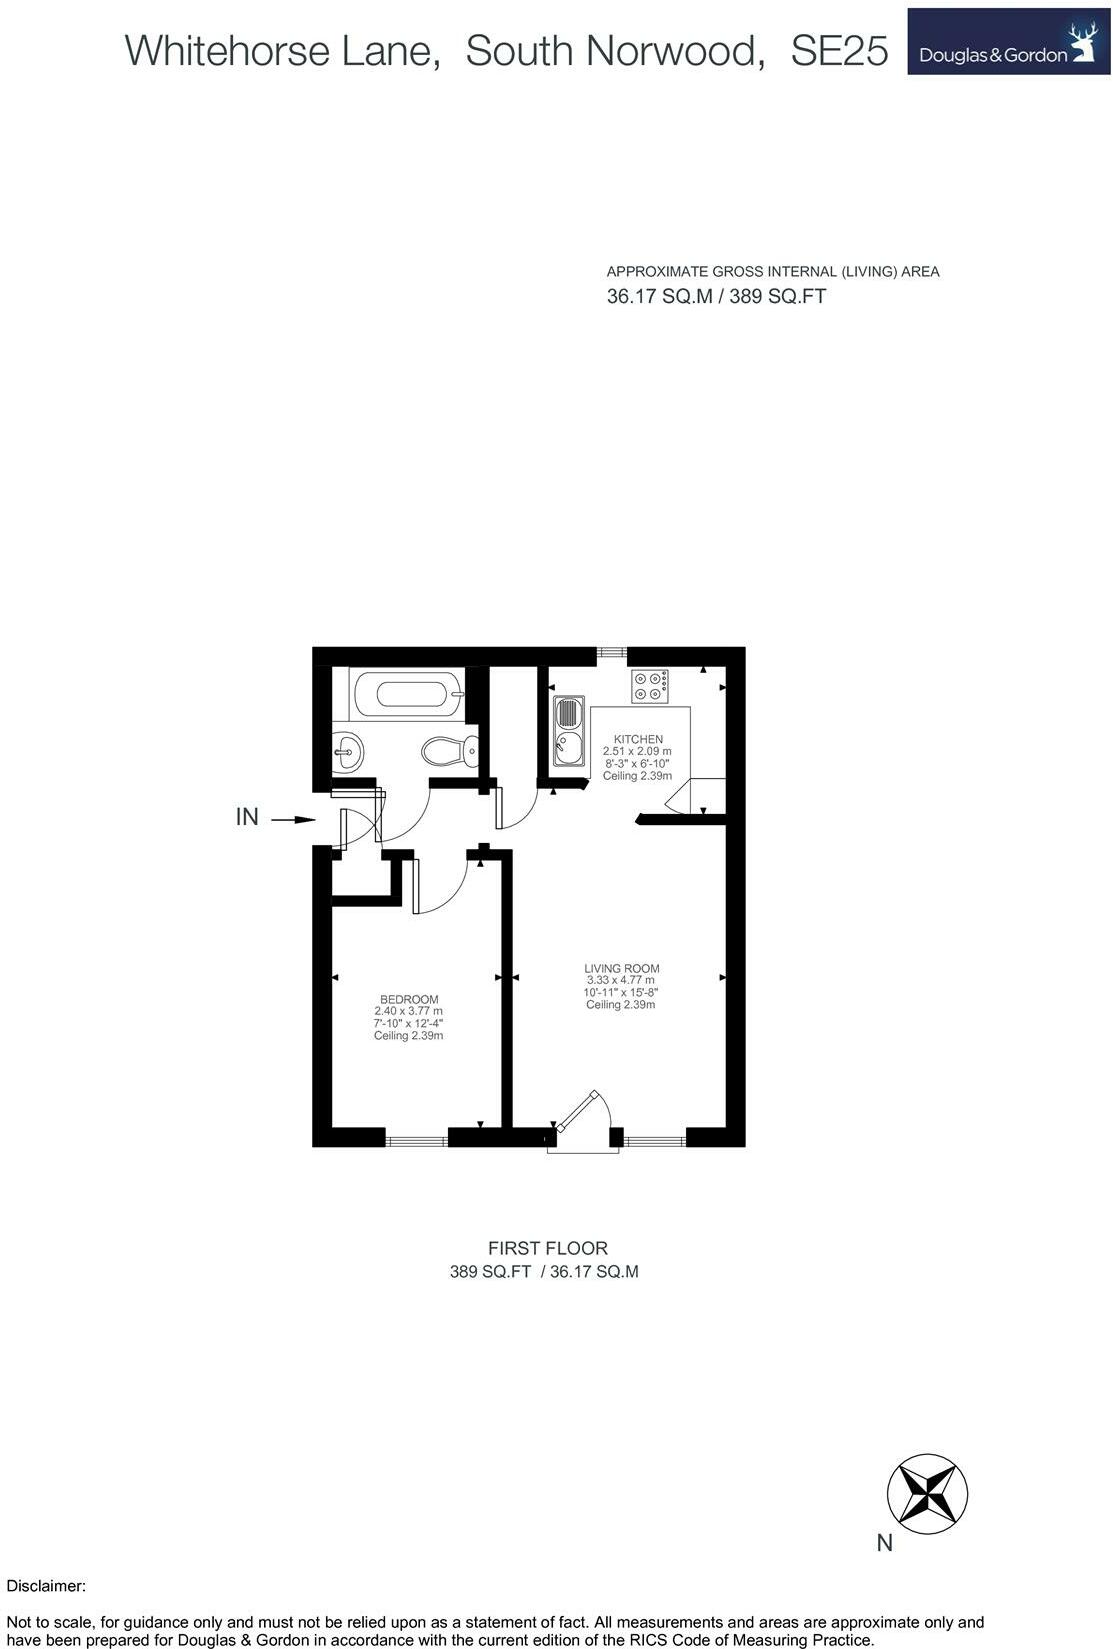 Whitehorse Lane, South Norwood, SE25
Douglas & Gordon
APPROXIMATE GROSS INTERNAL (LIVING) AREA
36.17 SQ.M / 389 SQ.FT
KITCHEN
2.51 x 2.09 m
8'-3" x 6'-10"
Ceiling 2.39m
IN
LIVING ROOM
3.33 x 4.77 m
10'-11" x 15'-8"
Ceiling 2.39m
BEDROOM
2.40 x 3.77 m
7'-10" x 12'-4"
Ceiling 2.39m
FIRST FLOOR
389 SQ.FT / 36.17 SQ.M
N
Disclaimer:
Not to scale, for guidance only and must not be relied upon as a statement of fact. All measurements and areas are approximate only and
have been prepared for Douglas & Gordon in accordance with the current edition of the RICS Code of Measuring Practice.